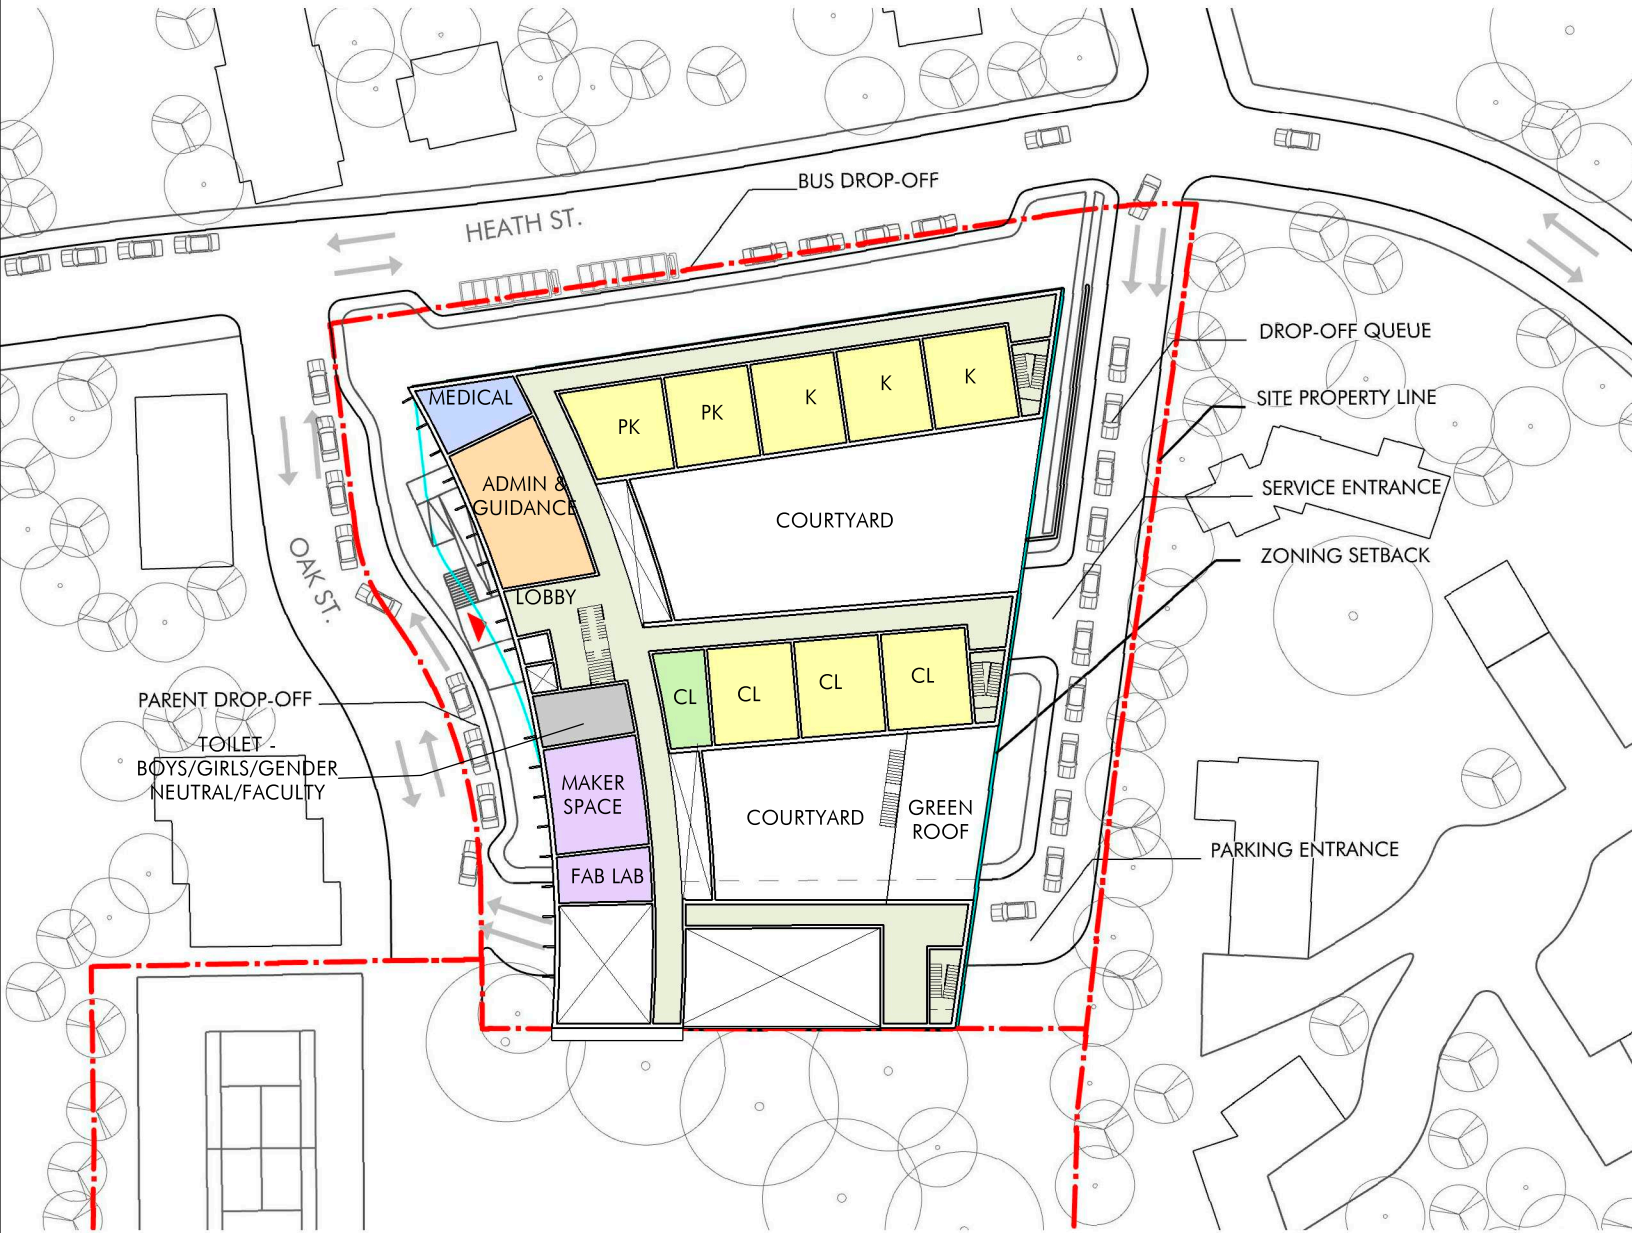 BUS DROP-OFF
HEATH ST.
DROP-OFF QUEUE
SITE PROPERTY LINE
MEDICAL
PK
PK
K
K
K
ADMIN &
GUIDANCE
COURTYARD
SERVICE ENTRANCE
ZONING SETBACK
OAK ST.
LOBBY
PARENT DROP-OFF
CL
CL
CL
CL
TOILET -
BOYS/GIRLS/GENDER
NEUTRAL/FACULTY
MAKER
SPACE
COURTYARD
GREEN
ROOF
PARKING ENTRANCE
FAB LAB